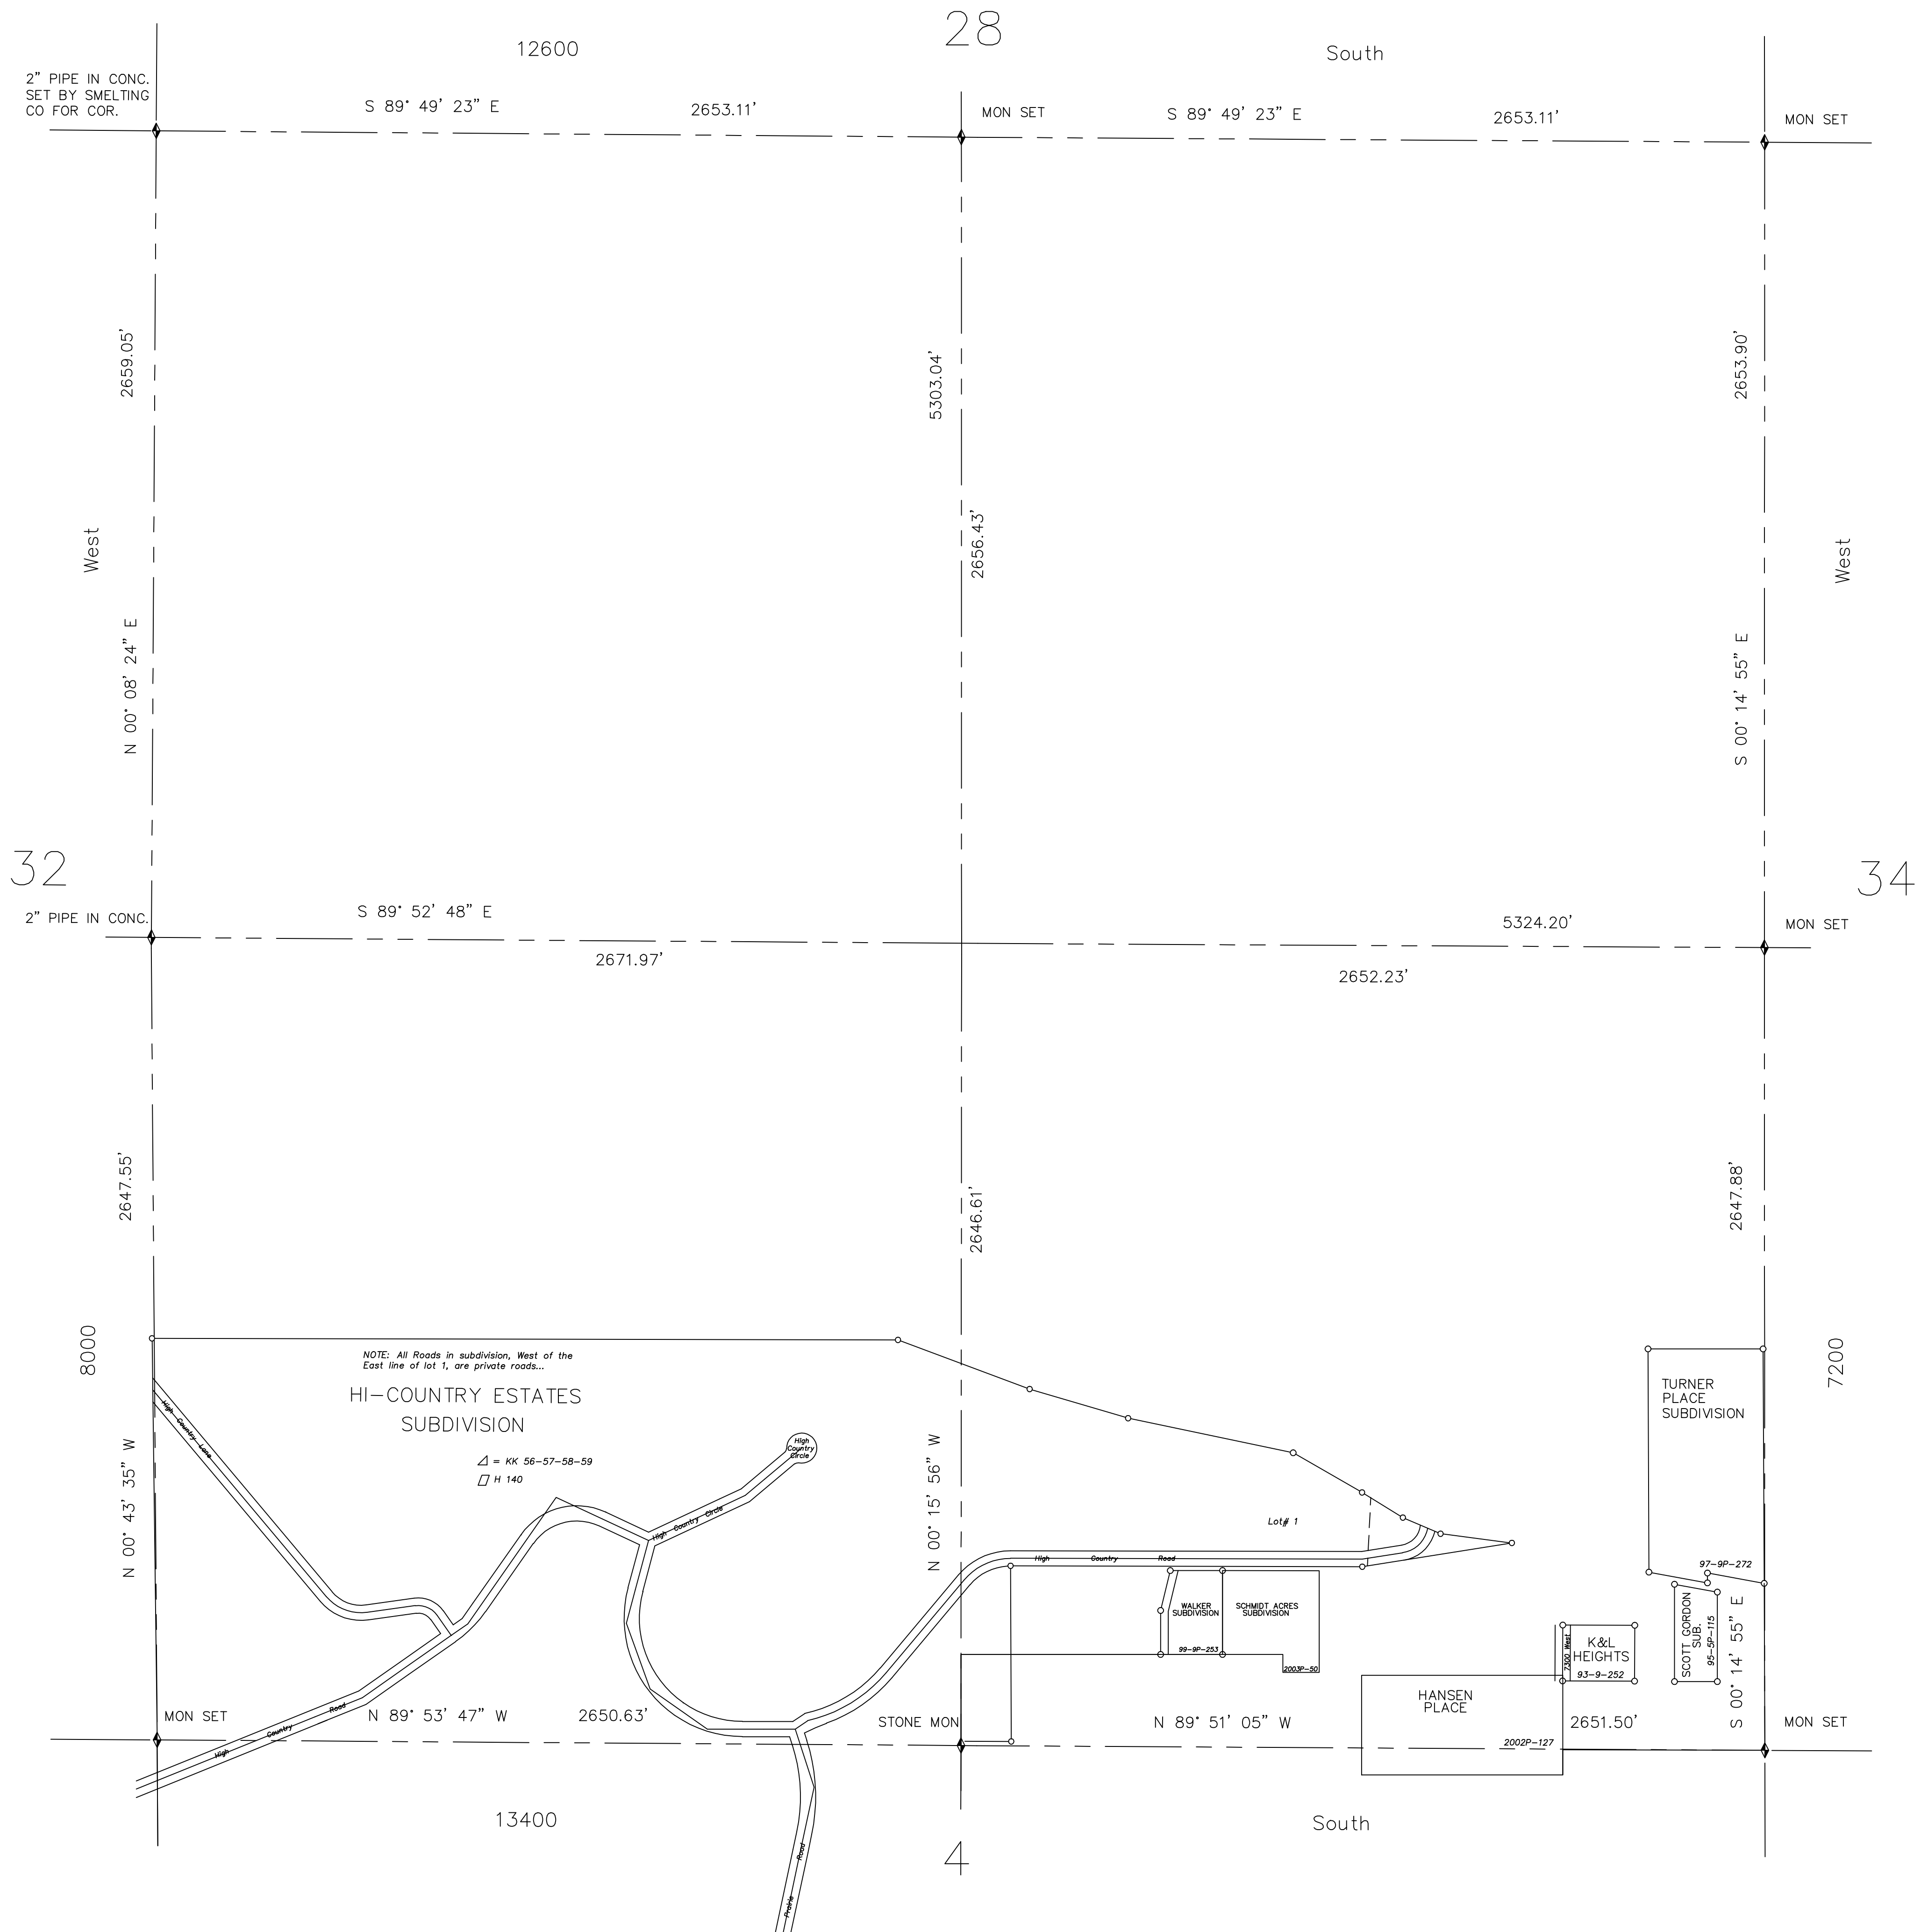 28
12600
South
2” PIPE IN CONC.
SET BY SMELTING
CO FOR COR.
S 89° 49' 23” E
2653.11'
MON SET
S 89° 49' 23” E
2653.11'
MON SET
2659.05'
5303.04'
2653.90'
West
2656.43'
West
N 00° 08' 24” E
S 00° 14' 55” E
32
34
2” PIPE IN CONC.
S 89° 52' 48” E
5324.20'
MON SET
2671.97'
2652.23'
2647.55'
2646.61'
2647.88'
8000
7200
NOTE: All Roads in subdivision, West of the
East line of lot 1, are private roads...
HI-COUNTRY ESTATES
SUBDIVISION
= KK 56-57-58-59
H 140
High Country Lane
High
Country
Circle
High Country Circle
TURNER
PLACE
SUBDIVISION
N 00° 43' 35” W
N 00° 15' 56” W
Lot# 1
High Country Road
97-9P-272
WALKER
SUBDIVISION
99-9P-253
SCHMIDT ACRES
SUBDIVISION
2003P-50
SCOTT GORDON
SUB.
95-5P-115
S 00° 14' 55” E
7300 West
K&L
HEIGHTS
93-9-252
HANSEN
PLACE
2002P-127
MON SET
High Country Road
N 89° 53' 47” W
2650.63'
STONE MON
N 89° 51' 05” W
2651.50'
MON SET
13400
South
4
Prairie Road